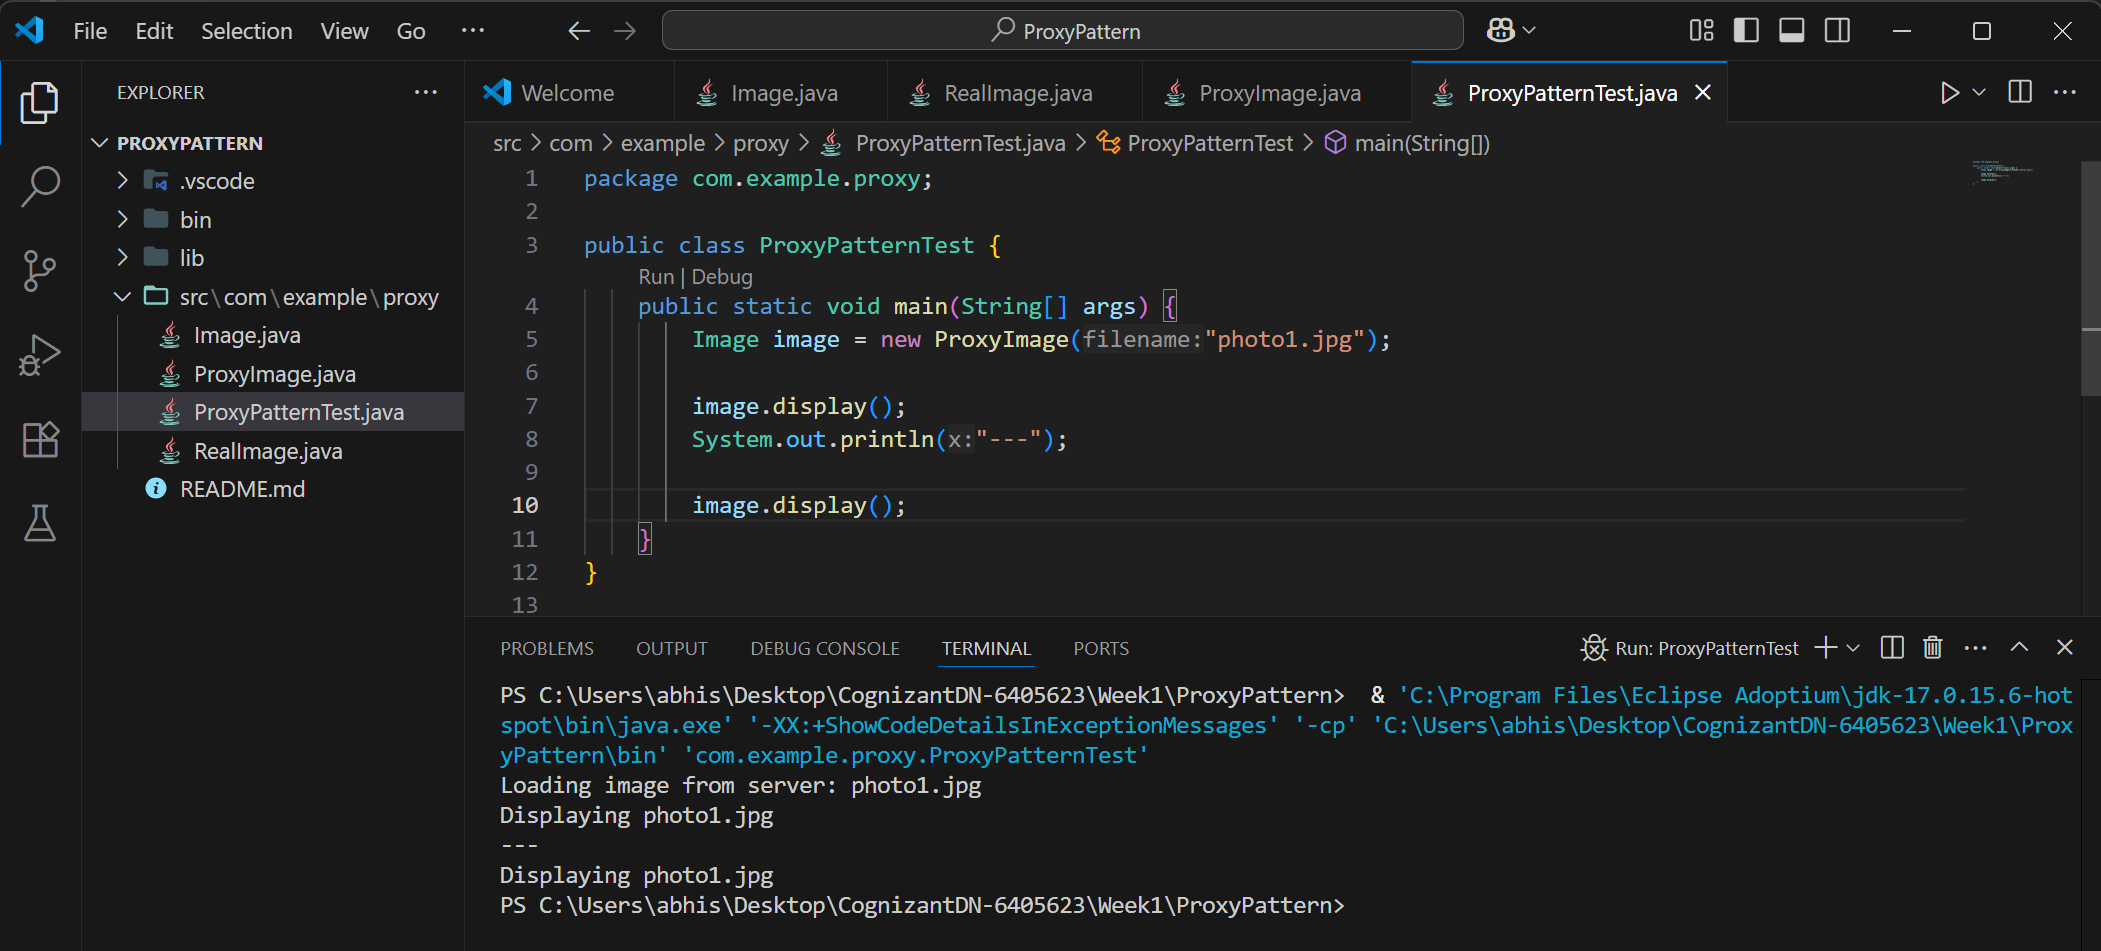 File Edit Selection View Go ···
ProxyPattern
EXPLORER ···
PROXYPATTERN
.vscode
bin
lib
src\com\example\proxy
Image.java
ProxyImage.java
ProxyPatternTest.java
RealImage.java
README.md
Welcome Image.java RealImage.java ProxyImage.java ProxyPatternTest.java
src > com > example > proxy > ProxyPatternTest.java > ProxyPatternTest > main(String[])
1 package com.example.proxy;
2
3 public class ProxyPatternTest {
Run | Debug
4 public static void main(String[] args) {
5 Image image = new ProxyImage(filename:"photo1.jpg");
6
7 image.display();
8 System.out.println(x:"---");
9
10 image.display();
11 }
12 }
13
PROBLEMS OUTPUT DEBUG CONSOLE TERMINAL PORTS
Run: ProxyPatternTest
PS C:\Users\abhis\Desktop\CognizantDN-6405623\Week1\ProxyPattern>  & 'C:\Program Files\Eclipse Adoptium\jdk-17.0.15.6-hot
spot\bin\java.exe' '-XX:+ShowCodeDetailsInExceptionMessages' '-cp' 'C:\Users\abhis\Desktop\CognizantDN-6405623\Week1\Prox
yPattern\bin' 'com.example.proxy.ProxyPatternTest'
Loading image from server: photo1.jpg
Displaying photo1.jpg
---
Displaying photo1.jpg
PS C:\Users\abhis\Desktop\CognizantDN-6405623\Week1\ProxyPattern>